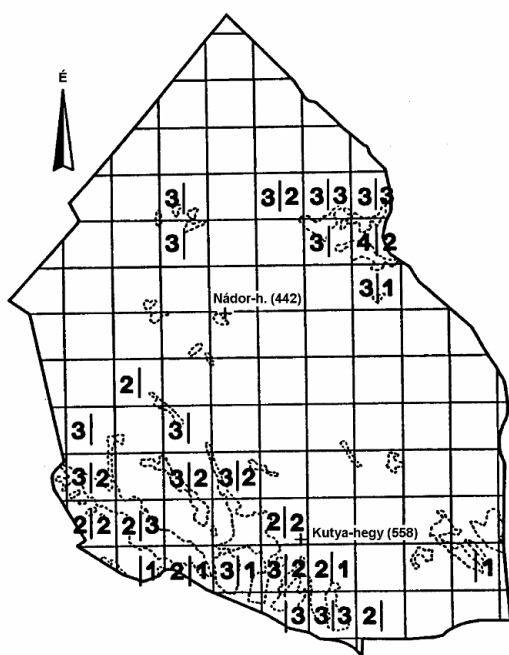 É
3| 3|2 3|3 3|3
3| 3| 4|2
3|1
Nádor-h. (442)
2|
3| 3|
3|2 3|2 3|2
2|2 2|3 2|2
Kutya-hegy (558)
|1 2|1 3|1 3|2 2|1 |1
|3 3|3 2|